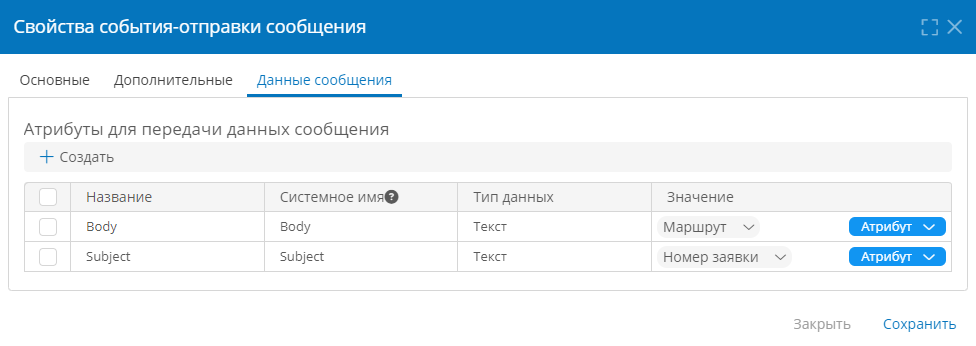 Свойства события-отправки сообщения
Основные Дополнительные Данные сообщения
Атрибуты для передачи данных сообщения
Создать
Название Системное имя ? Тип данных Значение
Body Body Текст Маршрут Атрибут
Subject Subject Текст Номер заявки Атрибут
Закрыть Сохранить